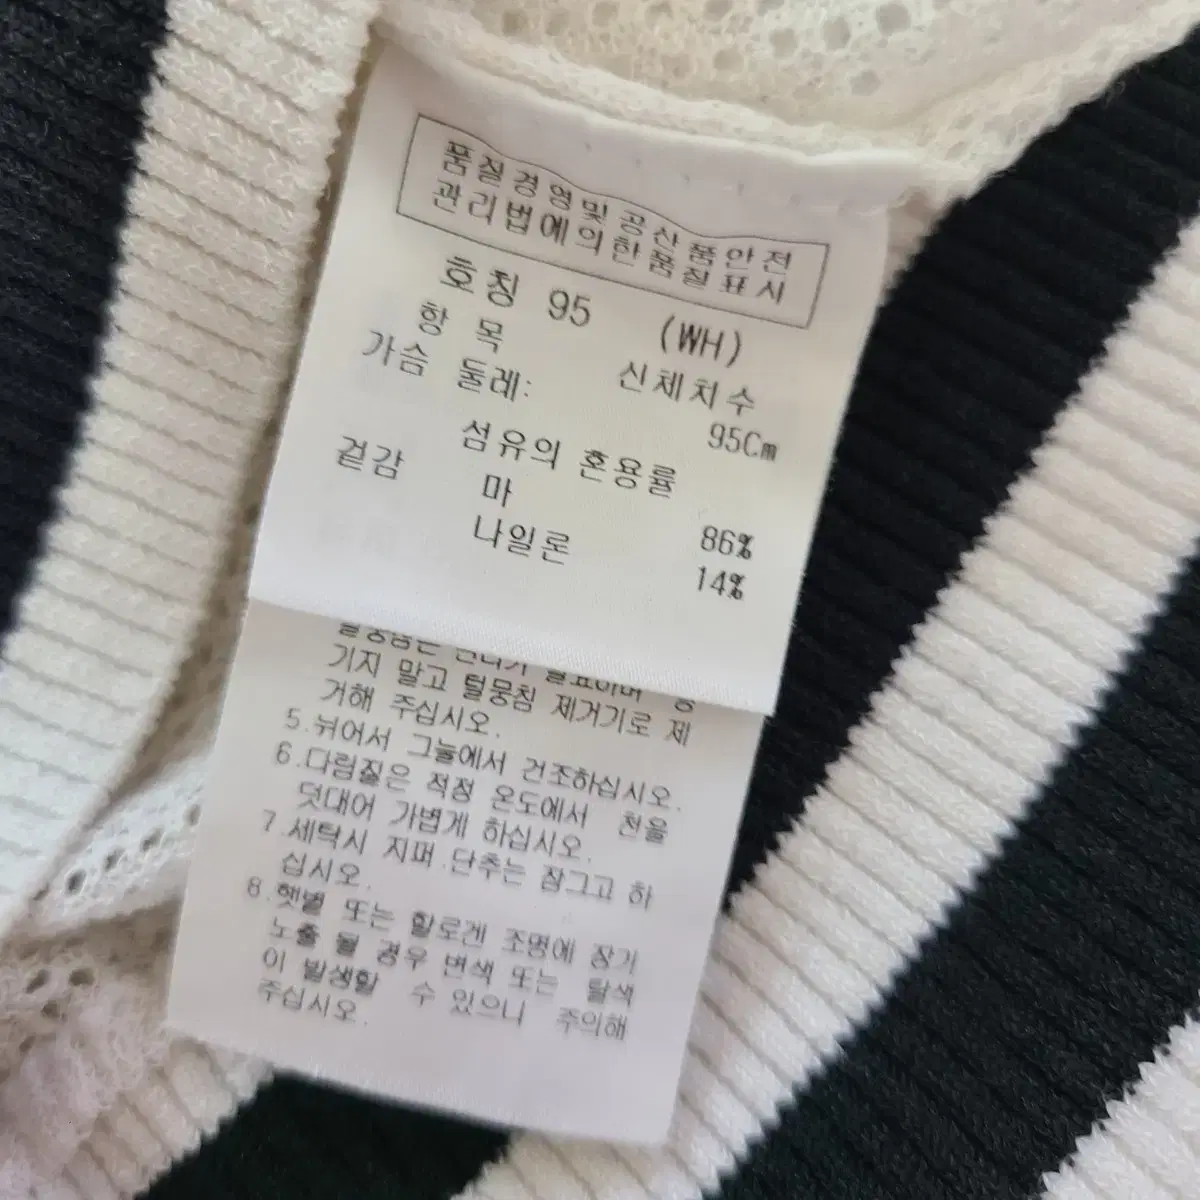 품질경영및 공산품안전
관리법에의한품질표시
호칭 95 (WH)
항 목 신체치수
가슴 둘레: 95Cm
섬유의 혼용률
겉감 마 86%
나일론 14%
기지 말고 털뭉침 제거기로 제
거해 주십시오.
5.뉘어서 그늘에서 건조하십시오.
6.다림질은 적정 온도에서 천을
덧대어 가볍게 하십시오.
7.세탁시 지퍼.단추는 잠그고 하
십시오.
8.햇볕 또는 할로겐 조명에 장기
노출 될 경우 변색 또는 탈색
이 발생할 수 있으니 주의해
주십시오.